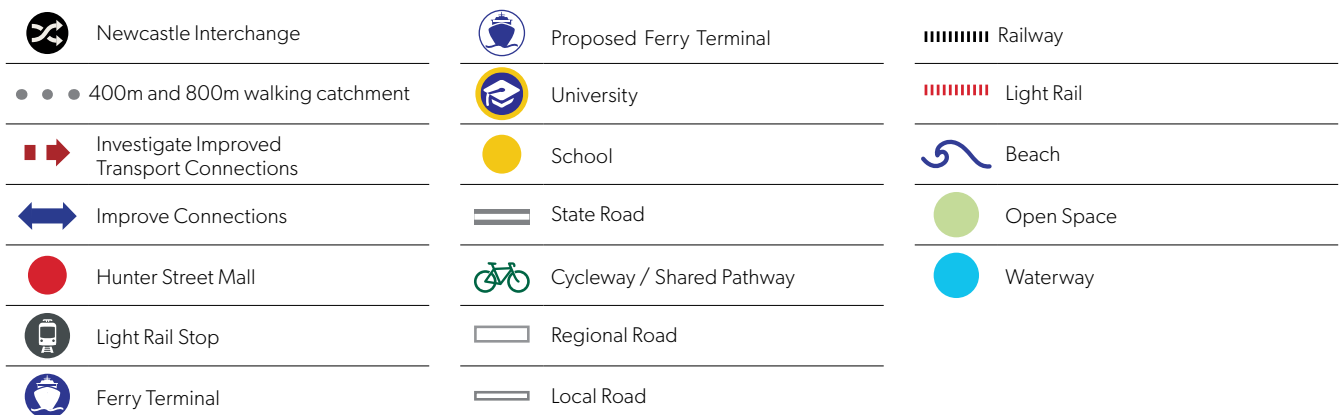 Newcastle Interchange
400m and 800m walking catchment
Investigate Improved
Transport Connections
Improve Connections
Hunter Street Mall
Light Rail Stop
Ferry Terminal
Proposed Ferry Terminal
University
School
State Road
Cycleway / Shared Pathway
Regional Road
Local Road
Railway
Light Rail
Beach
Open Space
Waterway